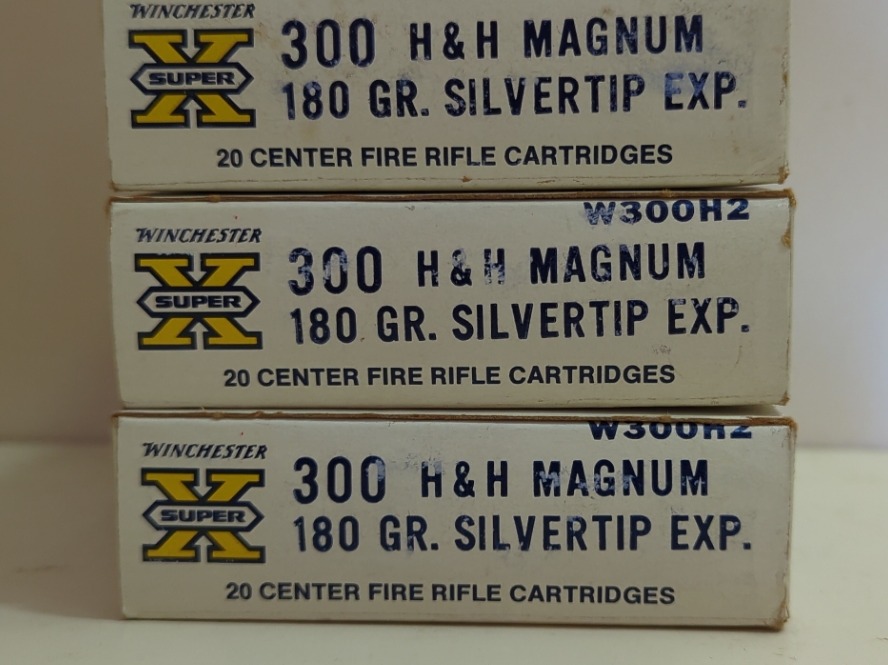 WINCHESTER
X
SUPER
300 H&H MAGNUM
180 GR. SILVERTIP EXP.
20 CENTER FIRE RIFLE CARTRIDGES
W300H2
WINCHESTER
X
SUPER
300 H&H MAGNUM
180 GR. SILVERTIP EXP.
20 CENTER FIRE RIFLE CARTRIDGES
W300H2
WINCHESTER
X
SUPER
300 H&H MAGNUM
180 GR. SILVERTIP EXP.
20 CENTER FIRE RIFLE CARTRIDGES